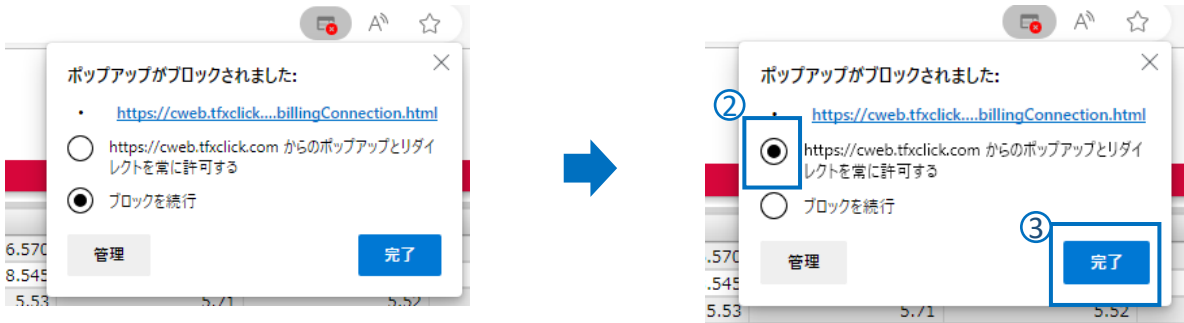 A
ポップアップがブロックされました:
・ https://cweb.tfxclick....billingConnection.html
https://cweb.tfxclick.com からのポップアップとリダイ
レクトを常に許可する
ブロックを続行
管理 完了
6.570
8.545
5.53 5.71 5.52
A
ポップアップがブロックされました:
②
・ https://cweb.tfxclick....billingConnection.html
https://cweb.tfxclick.com からのポップアップとリダイ
レクトを常に許可する
ブロックを続行
③
管理 完了
.570
.545
5.53 5.71 5.52